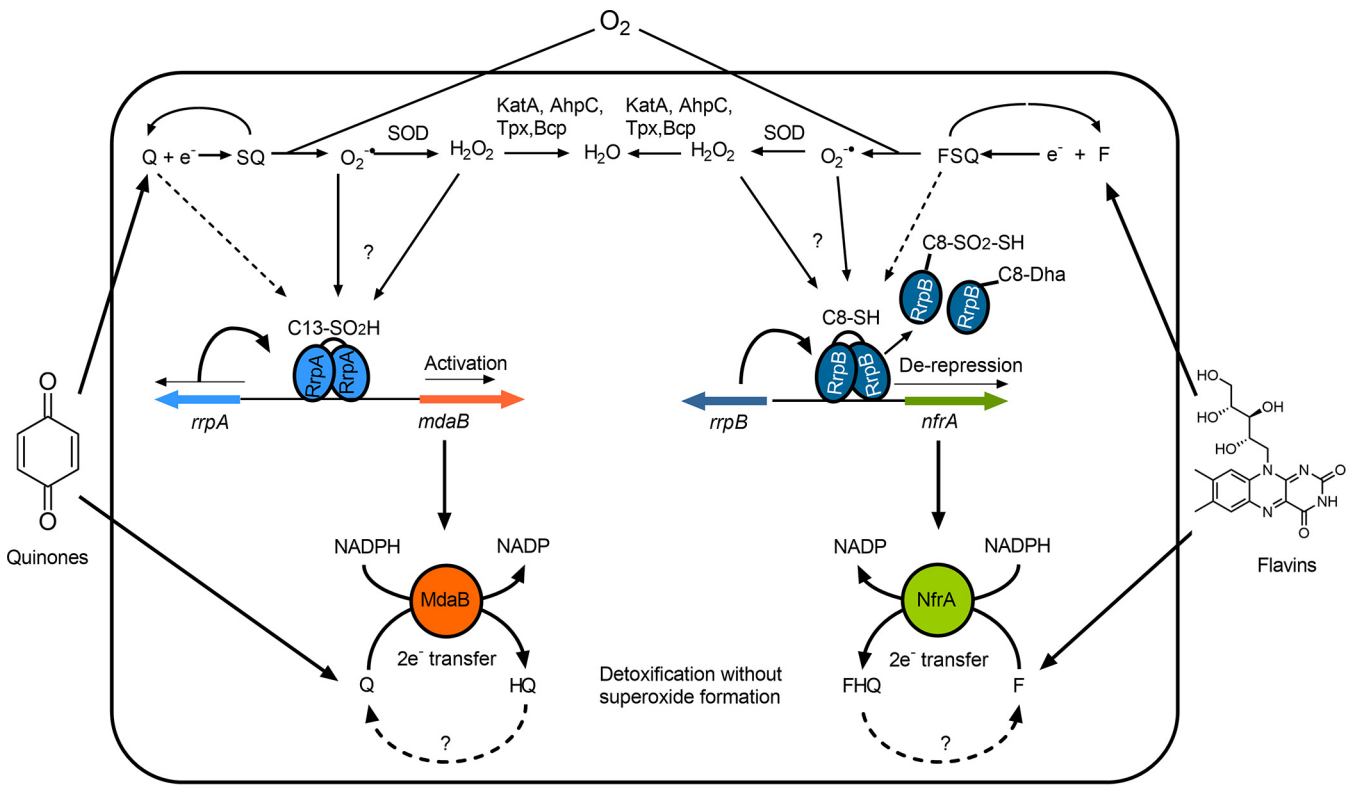 O2
KatA, AhpC,
Tpx,Bcp
KatA, AhpC,
Tpx,Bcp
Q + e- SQ O2-• SOD H2O2 H2O H2O2 SOD O2-• FSQ e- + F
?
?
C8-SO2-SH
C8-Dha
RrpB
RrpB
C13-SO2H
RrpA
RrpA
Activation
rrpA
mdaB
C8-SH
RrpB
RrpB
De-repression
rrpB
nfrA
O
O
Quinones
HO
HO
OH
HO
N
N
O
NH
N
O
Flavins
NADPH
NADP
MdaB
2e- transfer
Q
HQ
?
Detoxification without
superoxide formation
NADP
NADPH
NfrA
2e- transfer
FHQ
F
?